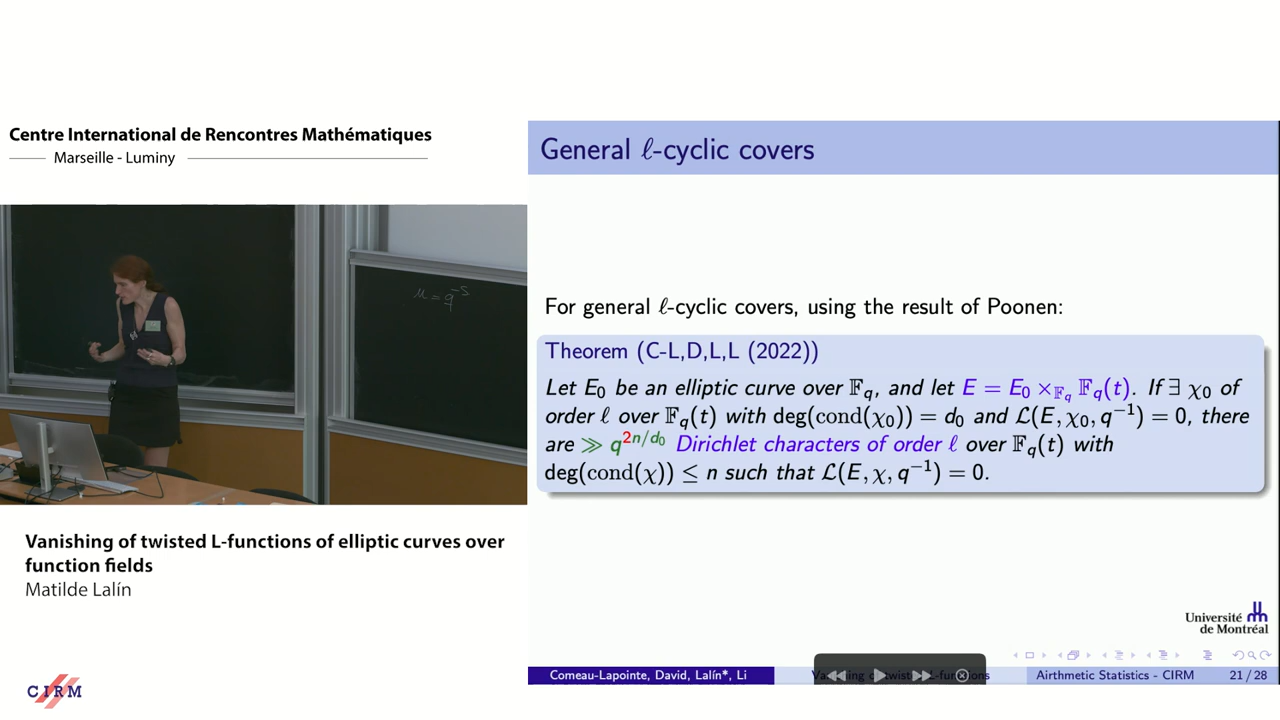 Centre International de Rencontres Mathématiques
Marseille - Luminy
u = q^{-s}
Vanishing of twisted L-functions of elliptic curves over
function fields
Matilde Lalín
CIRM
General ℓ-cyclic covers
For general ℓ-cyclic covers, using the result of Poonen:
Theorem (C-L,D,L,L (2022))
Let E₀ be an elliptic curve over 𝔽_q, and let E = E₀ ×_{𝔽_q} 𝔽_q(t). If ∃ χ₀ of
order ℓ over 𝔽_q(t) with deg(cond(χ₀)) = d₀ and ℒ(E, χ₀, q⁻¹) = 0, there
are ≫ q^{2n/d₀} Dirichlet characters of order ℓ over 𝔽_q(t) with
deg(cond(χ)) ≤ n such that ℒ(E, χ, q⁻¹) = 0.
Université
de Montréal
Comeau-Lapointe, David, Lalín*, Li
Vanishing of twisted L-functions
Airthmetic Statistics - CIRM
21 / 28